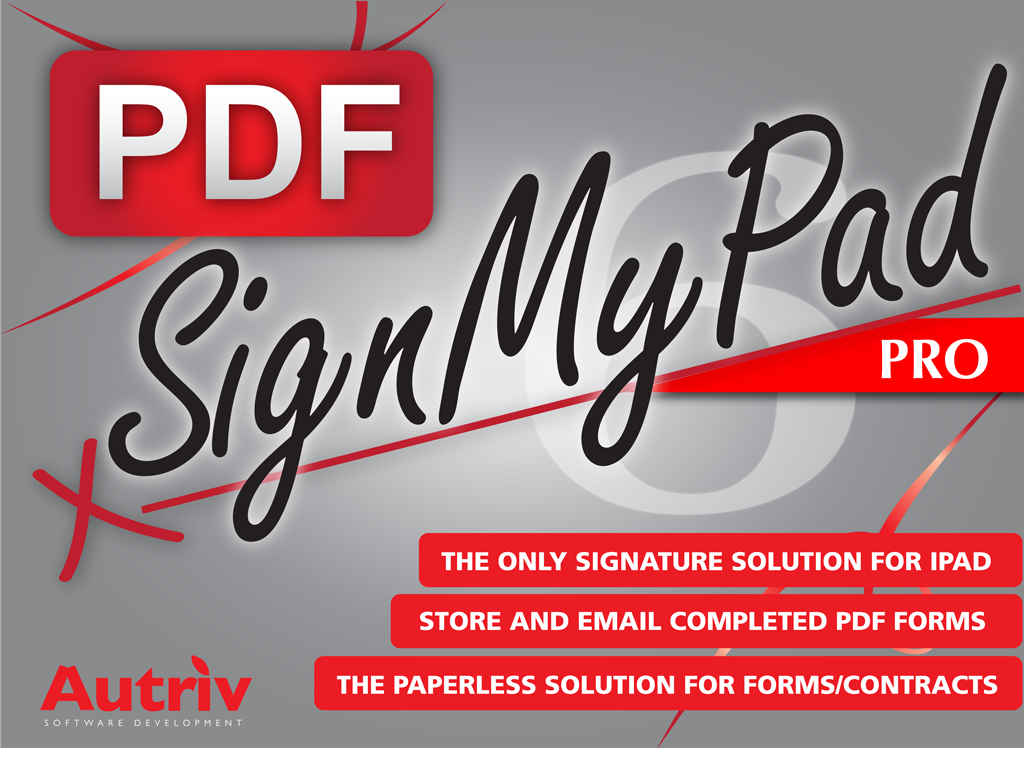 PDF
SignMyPad
6
PRO
X
THE ONLY SIGNATURE SOLUTION FOR IPAD
STORE AND EMAIL COMPLETED PDF FORMS
THE PAPERLESS SOLUTION FOR FORMS/CONTRACTS
Autriv
SOFTWARE DEVELOPMENT